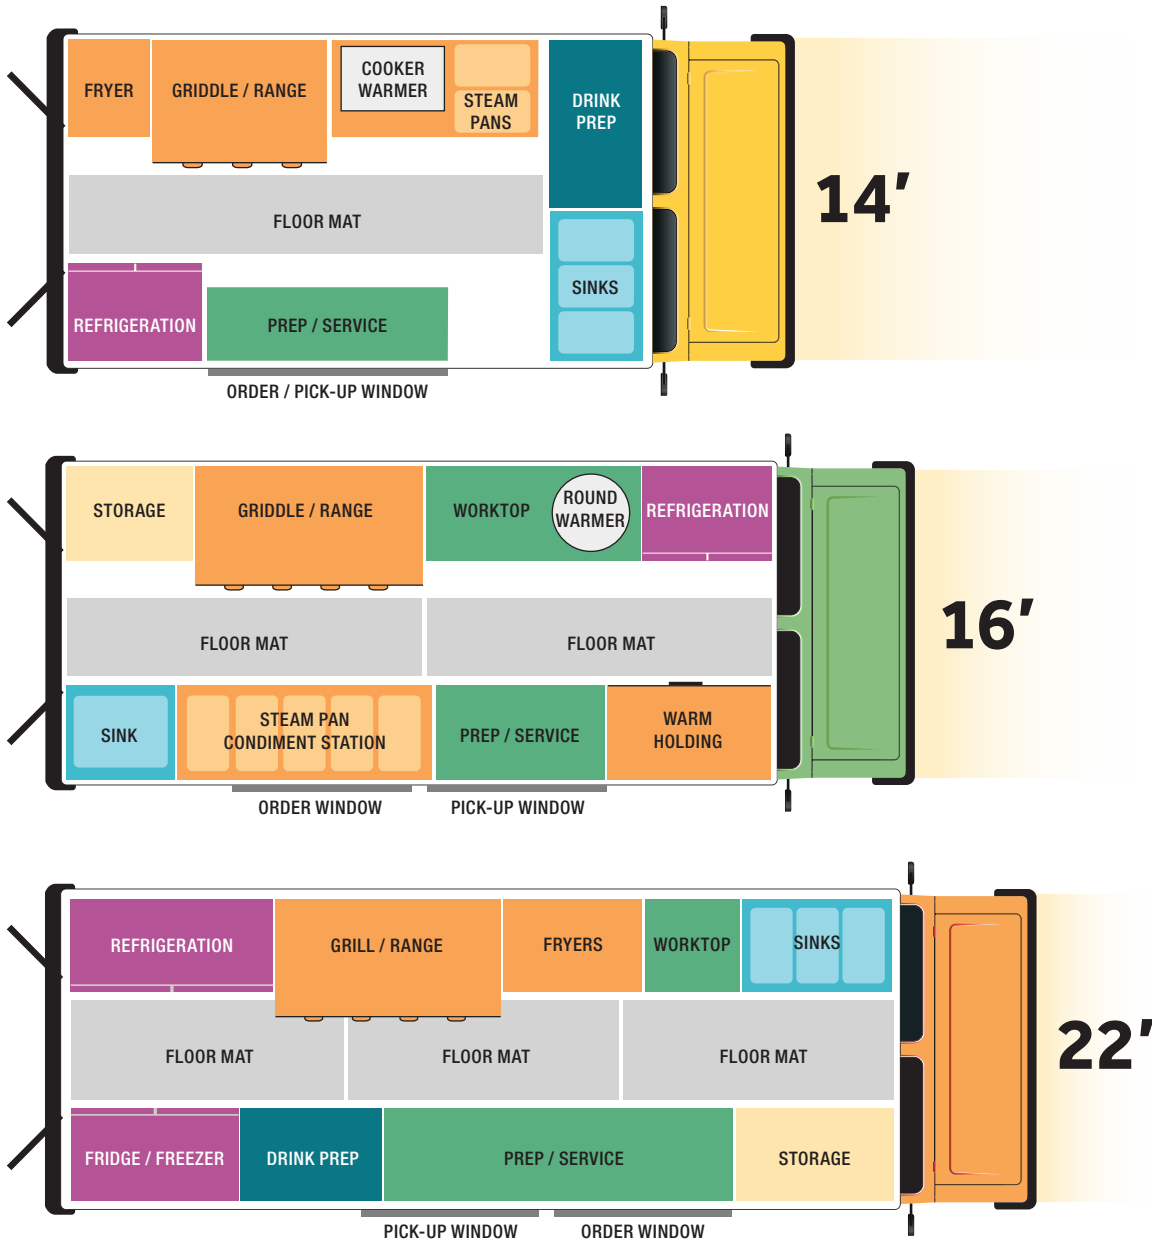 FRYER
GRIDDLE / RANGE
COOKER
WARMER
STEAM
PANS
DRINK
PREP
14'
FLOOR MAT
SINKS
REFRIGERATION
PREP / SERVICE
ORDER / PICK-UP WINDOW
STORAGE
GRIDDLE / RANGE
WORKTOP
ROUND
WARMER
REFRIGERATION
16'
FLOOR MAT
FLOOR MAT
SINK
STEAM PAN
CONDIMENT STATION
PREP / SERVICE
WARM
HOLDING
ORDER WINDOW
PICK-UP WINDOW
REFRIGERATION
GRILL / RANGE
FRYERS
WORKTOP
SINKS
22'
FLOOR MAT
FLOOR MAT
FLOOR MAT
FRIDGE / FREEZER
DRINK PREP
PREP / SERVICE
STORAGE
PICK-UP WINDOW
ORDER WINDOW